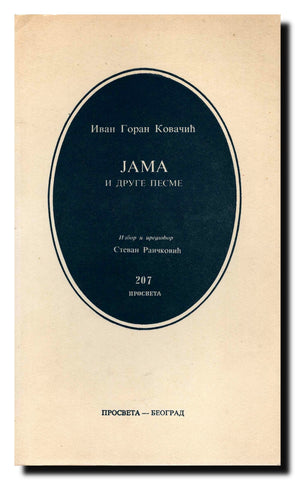 Иван Горан Ковачић
ЈАМА
И ДРУГЕ ПЕСМЕ
Избор и предговор
Стеван Раичковић
207
ПРОСВЕТА
ПРОСВЕТА — БЕОГРАД